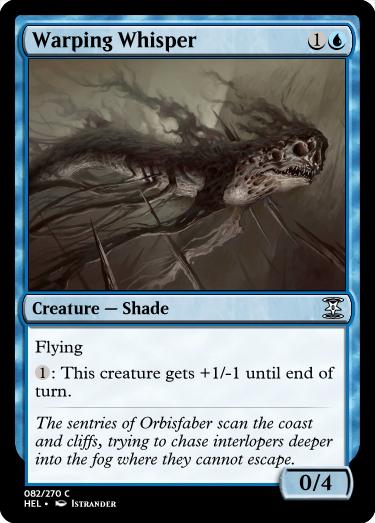 Warping Whisper 1
Creature — Shade
Flying
1: This creature gets +1/-1 until end of
turn.
The sentries of Orbisfaber scan the coast
and cliffs, trying to chase interlopers deeper
into the fog where they cannot escape.
0/4
082/270 C
HEL • Istrander